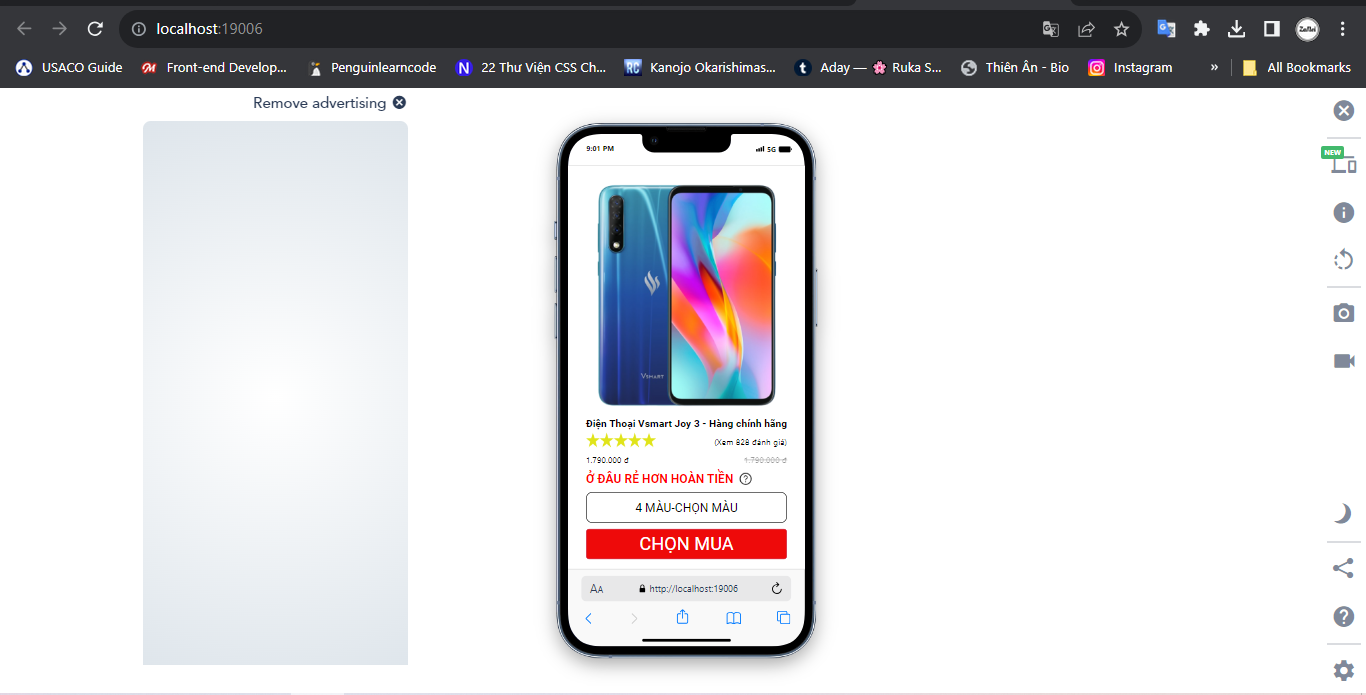 localhost:19006
USACO Guide
Front-end Develop...
Penguinlearncode
N
22 Thư Viện CSS Ch...
RC
Kanojo Okarishimas...
t
Aday — 🌸 Ruka S...
Thiên Ân - Bio
Instagram
»
All Bookmarks
Remove advertising
NEW
9:01 PM
5G
VSMART
Điện Thoại Vsmart Joy 3 - Hàng chính hãng
(Xem 828 đánh giá)
1.790.000 đ
1.790.000 đ
Ở ĐÂU RẺ HƠN HOÀN TIỀN
4 MÀU-CHỌN MÀU
CHỌN MUA
AA
http://localhost:19006